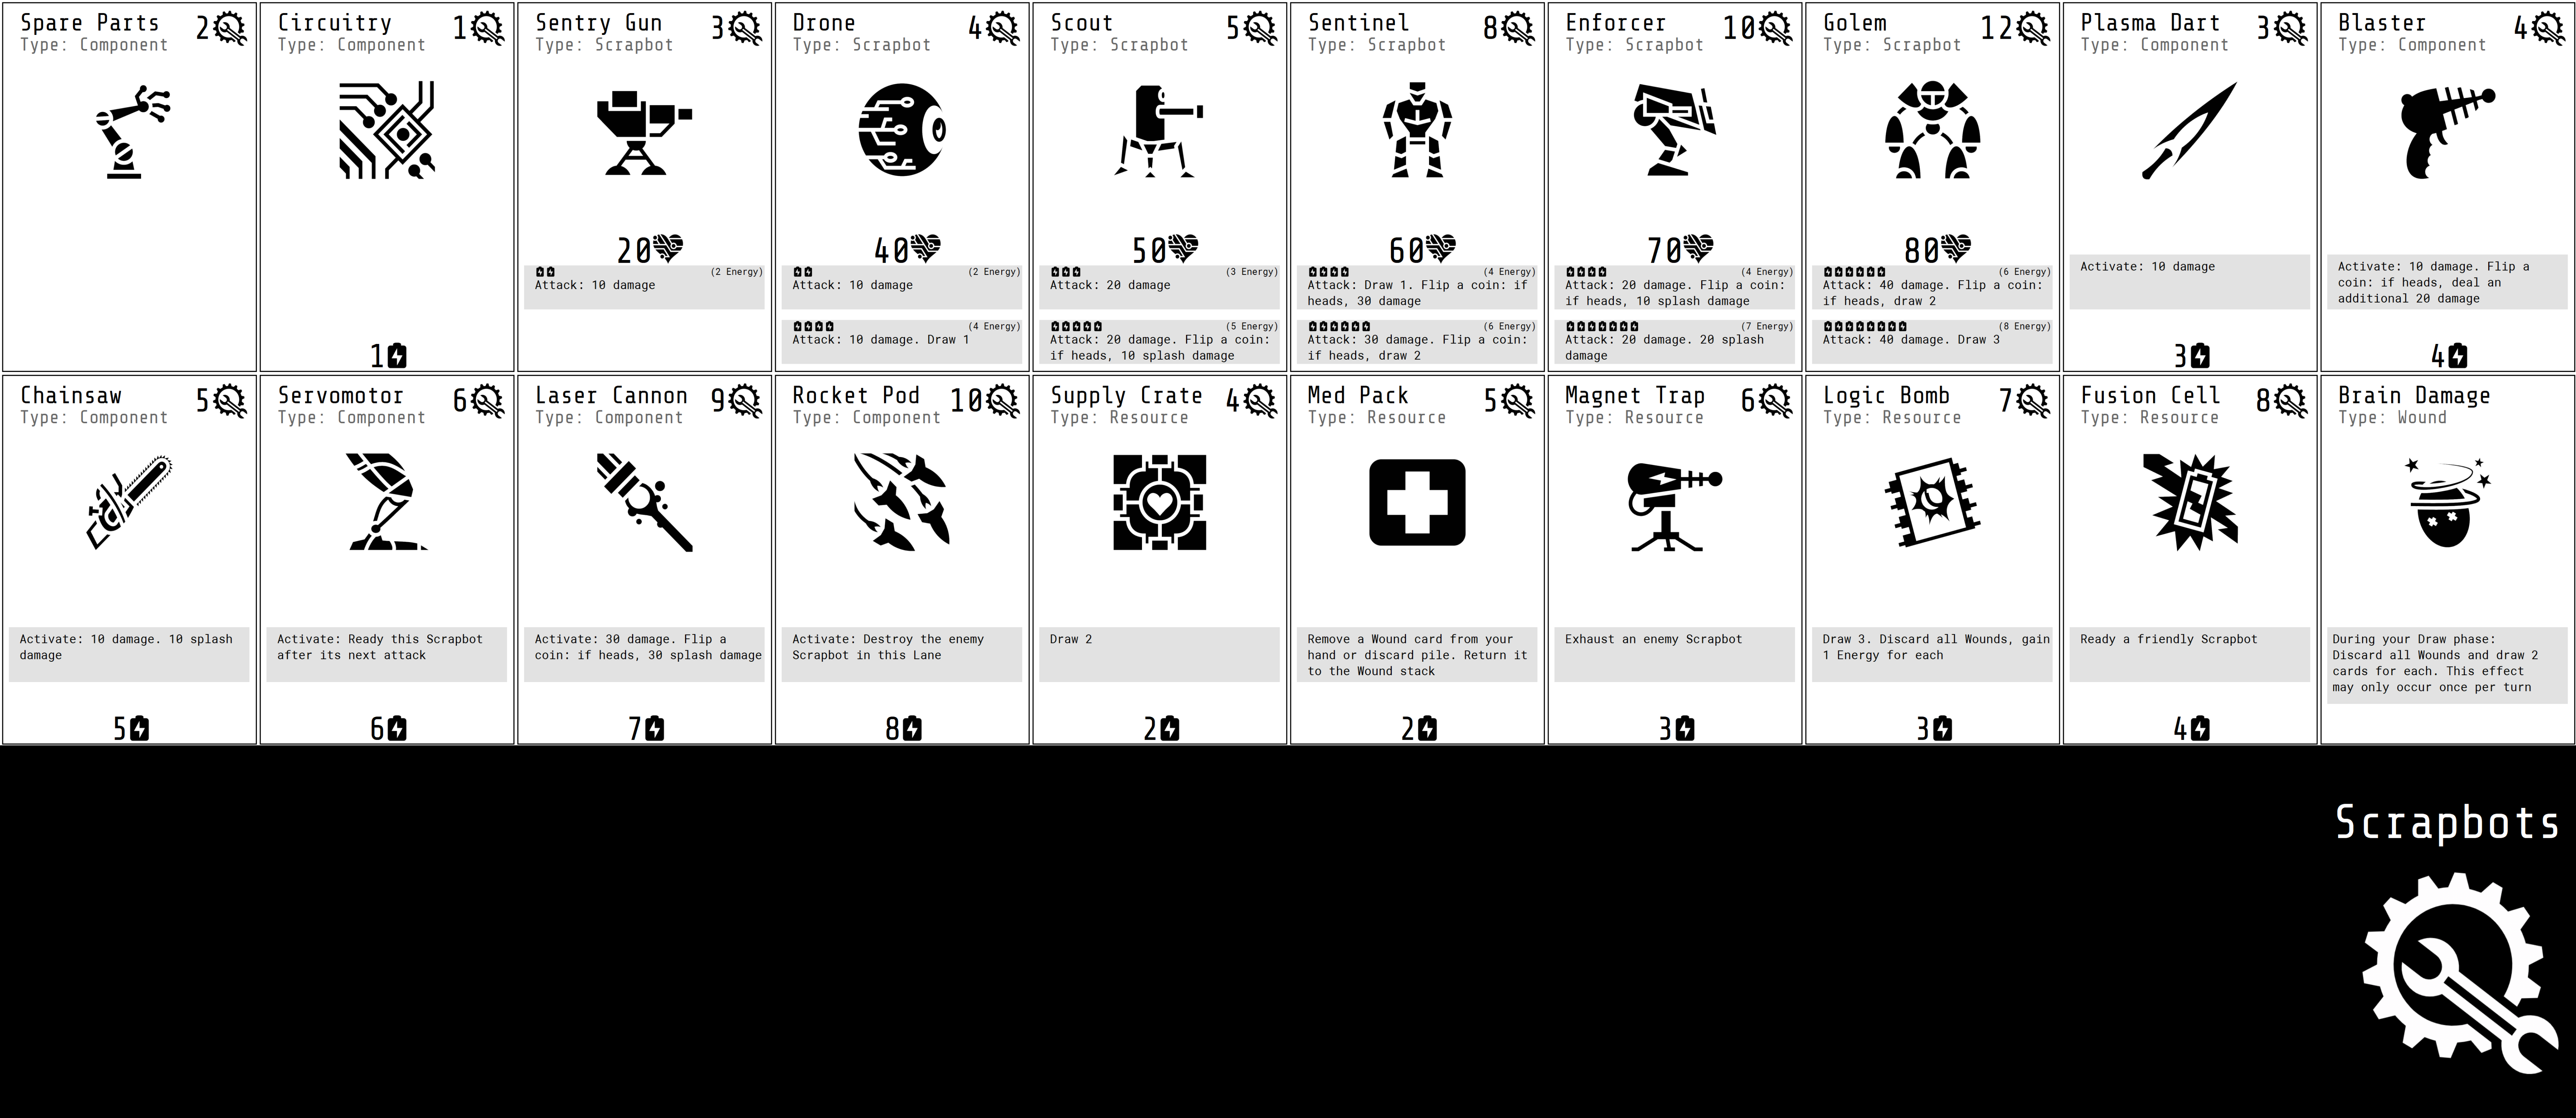 Spare Parts 2
Type: Component
Circuitry 1
Type: Component
1
Sentry Gun 3
Type: Scrapbot
20
(2 Energy)
Attack: 10 damage
Drone 4
Type: Scrapbot
40
(2 Energy)
Attack: 10 damage
(4 Energy)
Attack: 10 damage. Draw 1
Scout 5
Type: Scrapbot
50
(3 Energy)
Attack: 20 damage
(5 Energy)
Attack: 20 damage. Flip a coin:
if heads, 10 splash damage
Sentinel 8
Type: Scrapbot
60
(4 Energy)
Attack: Draw 1. Flip a coin: if
heads, 30 damage
(6 Energy)
Attack: 30 damage. Flip a coin:
if heads, draw 2
Enforcer 10
Type: Scrapbot
70
(4 Energy)
Attack: 20 damage. Flip a coin:
if heads, 10 splash damage
(7 Energy)
Attack: 20 damage. 20 splash
damage
Golem 12
Type: Scrapbot
80
(6 Energy)
Attack: 40 damage. Flip a coin:
if heads, draw 2
(8 Energy)
Attack: 40 damage. Draw 3
Plasma Dart 3
Type: Component
Activate: 10 damage
3
Blaster 4
Type: Component
Activate: 10 damage. Flip a
coin: if heads, deal an
additional 20 damage
4
Chainsaw 5
Type: Component
Activate: 10 damage. 10 splash
damage
5
Servomotor 6
Type: Component
Activate: Ready this Scrapbot
after its next attack
6
Laser Cannon 9
Type: Component
Activate: 30 damage. Flip a
coin: if heads, 30 splash damage
7
Rocket Pod 10
Type: Component
Activate: Destroy the enemy
Scrapbot in this Lane
8
Supply Crate 4
Type: Resource
Draw 2
2
Med Pack 5
Type: Resource
Remove a Wound card from your
hand or discard pile. Return it
to the Wound stack
2
Magnet Trap 6
Type: Resource
Exhaust an enemy Scrapbot
3
Logic Bomb 7
Type: Resource
Draw 3. Discard all Wounds, gain
1 Energy for each
3
Fusion Cell 8
Type: Resource
Ready a friendly Scrapbot
4
Brain Damage
Type: Wound
During your Draw phase:
Discard all Wounds and draw 2
cards for each. This effect
may only occur once per turn
Scrapbots